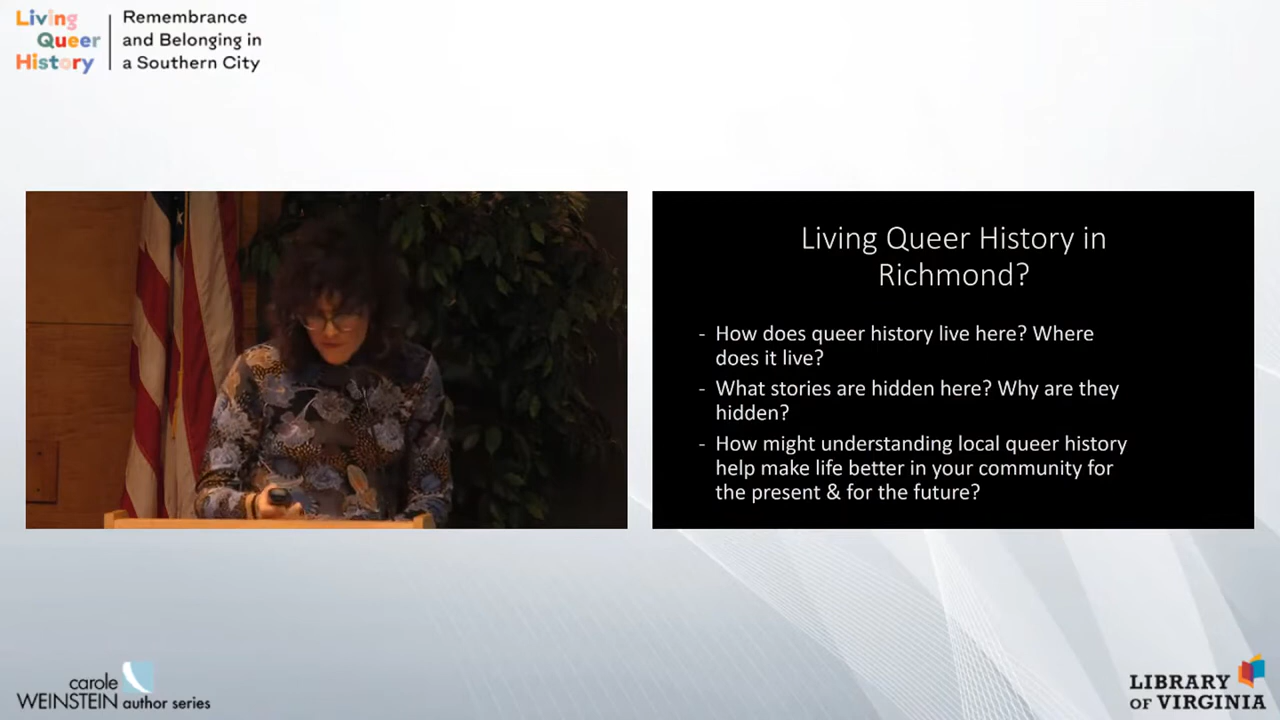 Living
Queer
History
Remembrance
and Belonging in
a Southern City
Living Queer History in
Richmond?
- How does queer history live here? Where
does it live?
- What stories are hidden here? Why are they
hidden?
- How might understanding local queer history
help make life better in your community for
the present & for the future?
carole
WEINSTEIN author series
LIBRARY
OF VIRGINIA